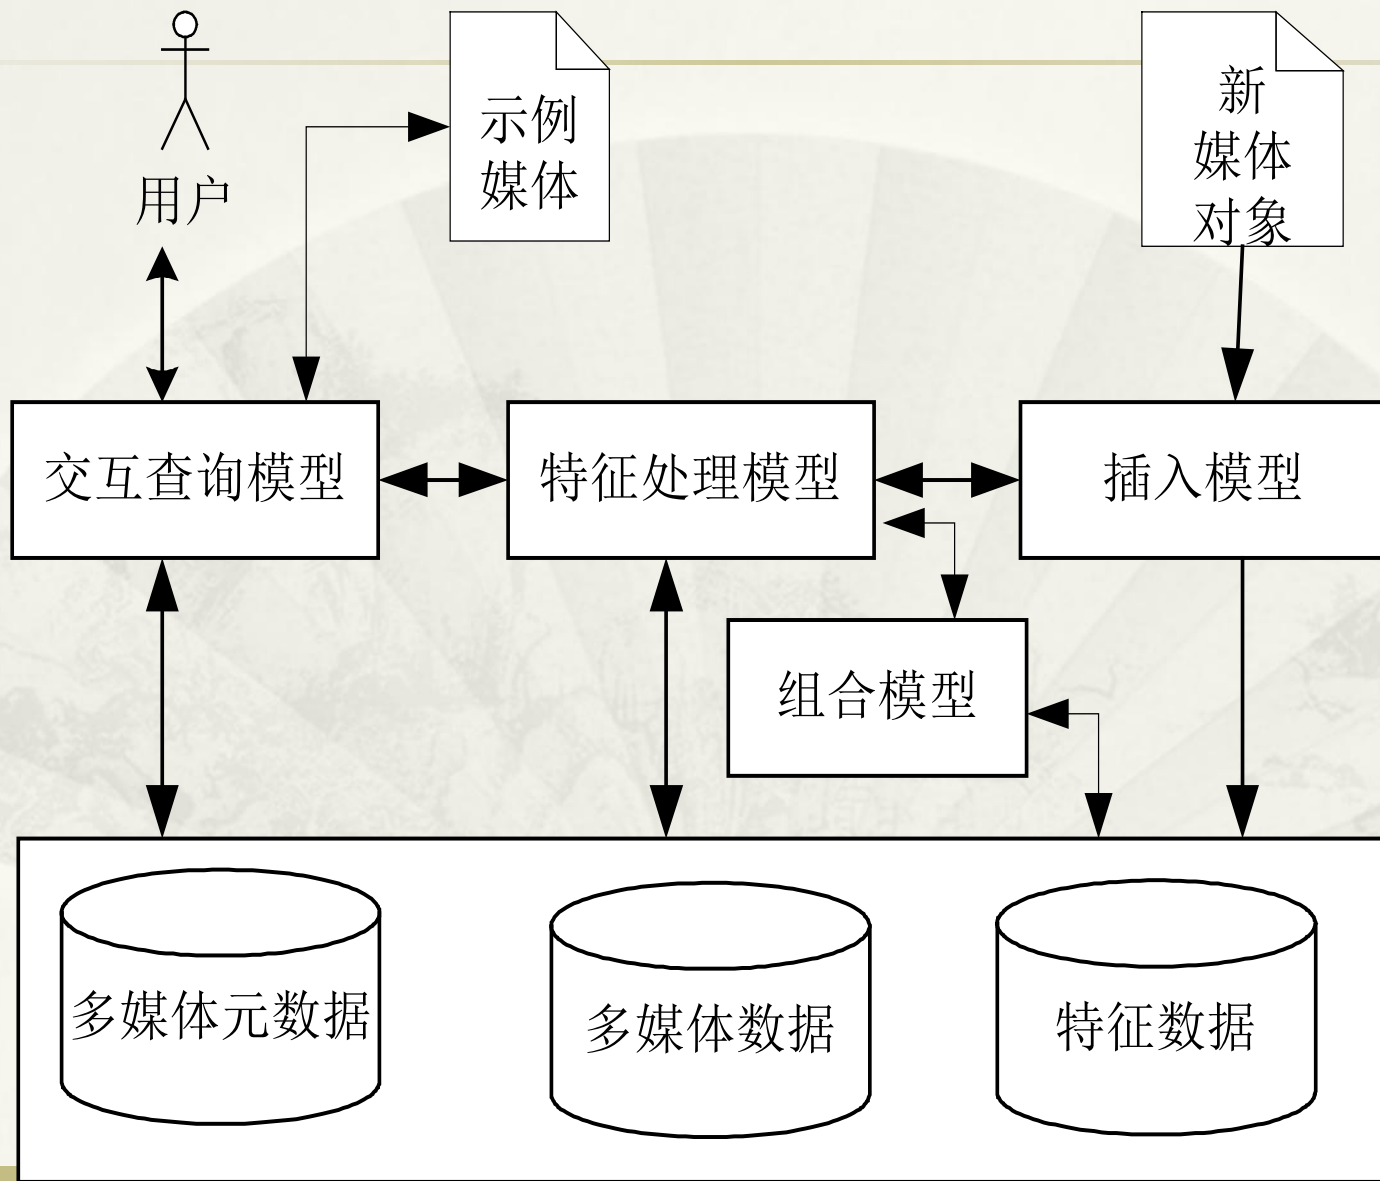 示例
媒体
新
媒体
对象
用户
交互查询模型
特征处理模型
插入模型
组合模型
多媒体元数据
多媒体数据
特征数据